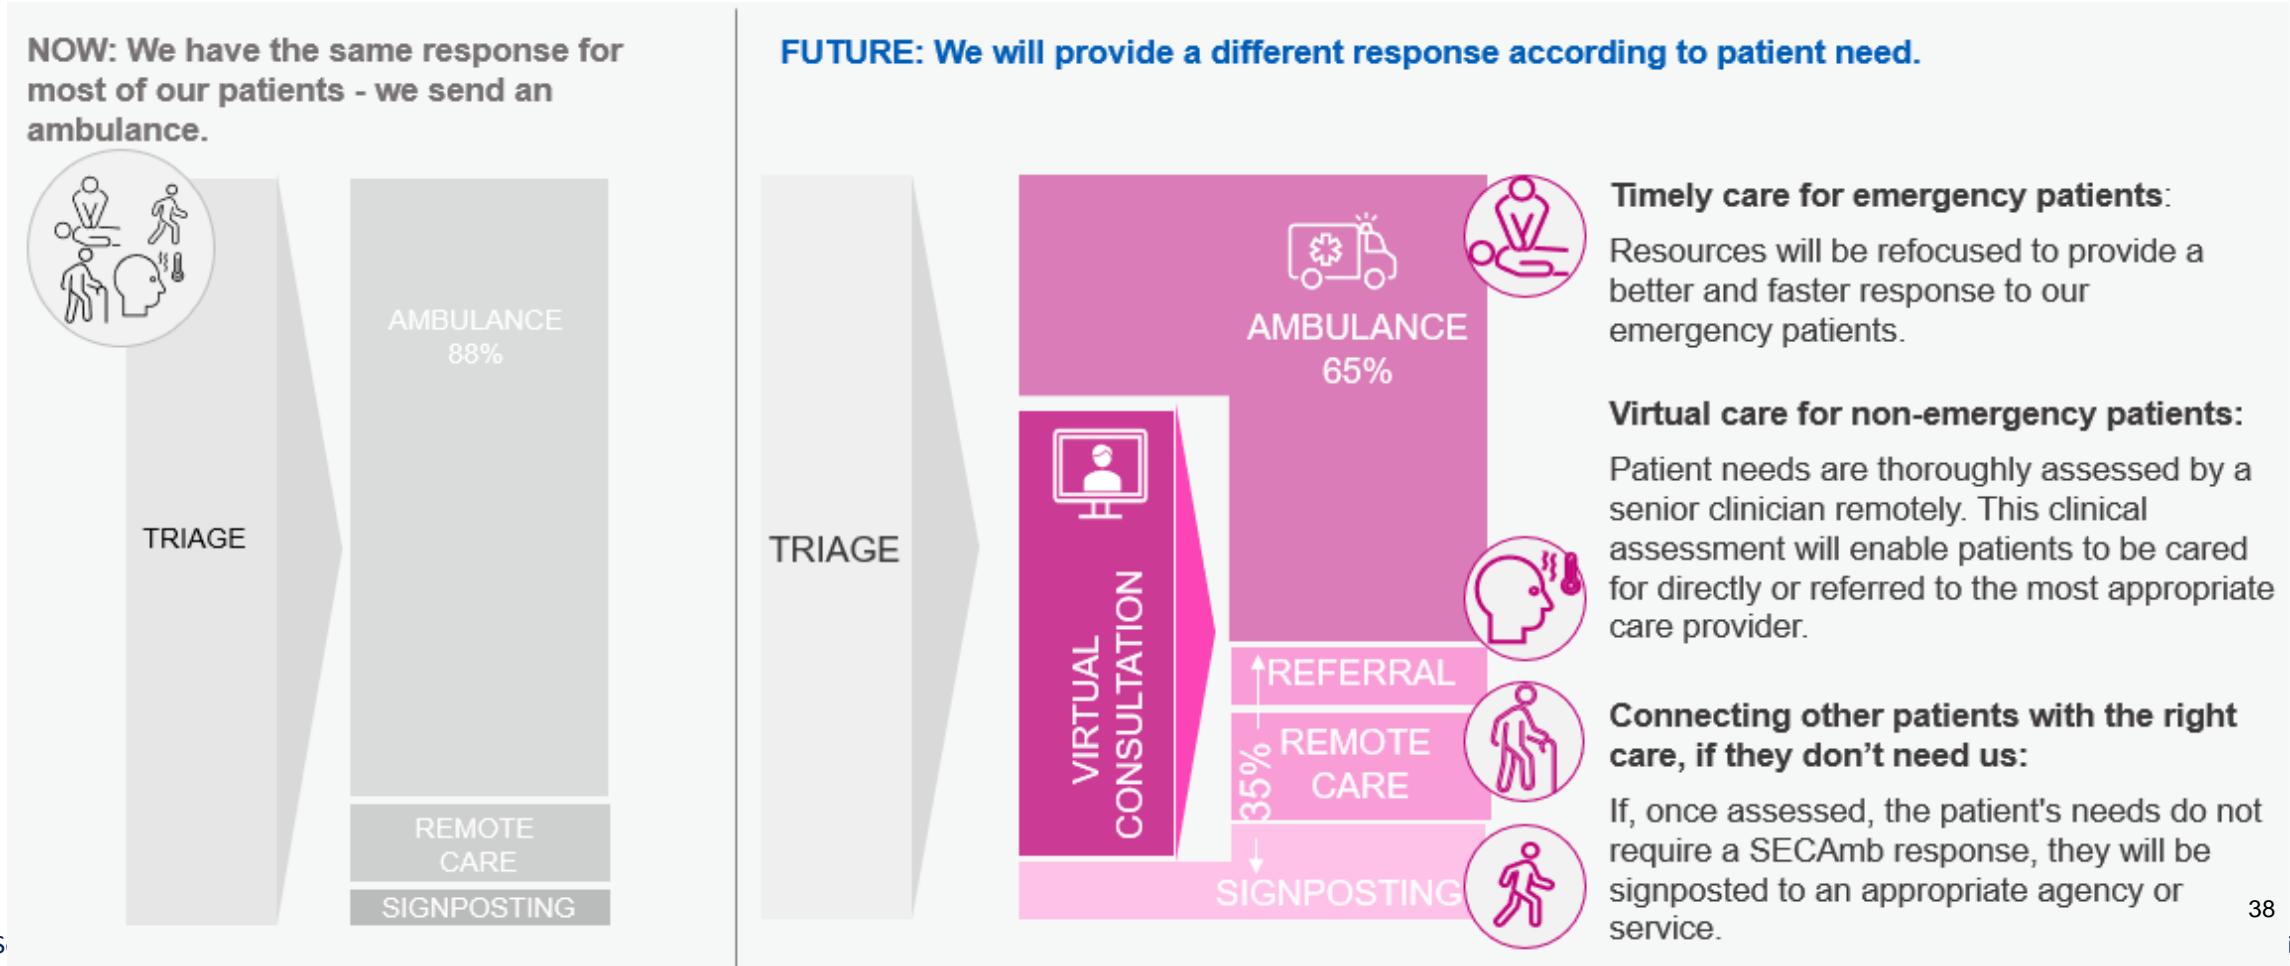 NOW: We have the same response for
most of our patients - we send an
ambulance.
TRIAGE
AMBULANCE
88%
REMOTE
CARE
SIGNPOSTING
FUTURE: We will provide a different response according to patient need.
TRIAGE
VIRTUAL
CONSULTATION
AMBULANCE
65%
REFERRAL
35%
REMOTE
CARE
SIGNPOSTING
Timely care for emergency patients:
Resources will be refocused to provide a
better and faster response to our
emergency patients.
Virtual care for non-emergency patients:
Patient needs are thoroughly assessed by a
senior clinician remotely. This clinical
assessment will enable patients to be cared
for directly or referred to the most appropriate
care provider.
Connecting other patients with the right
care, if they don't need us:
If, once assessed, the patient's needs do not
require a SECAmb response, they will be
signposted to an appropriate agency or
service.
38